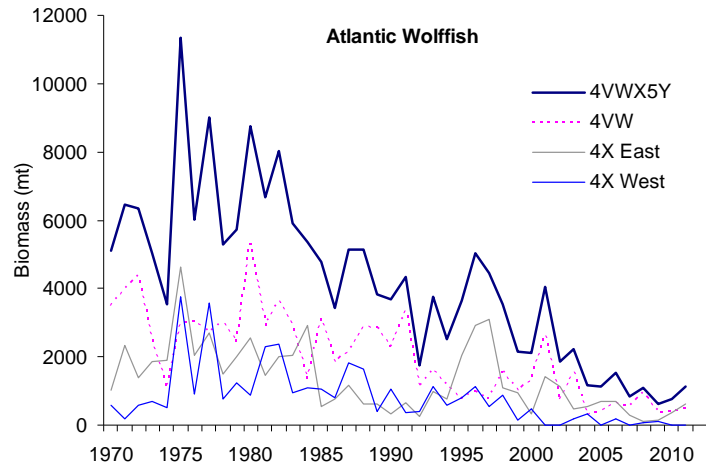 Atlantic Wolffish
12000
10000
8000
6000
4000
2000
0
Biomass (mt)
4VWX5Y
4VW
4X East
4X West
1970 1975 1980 1985 1990 1995 2000 2005 2010